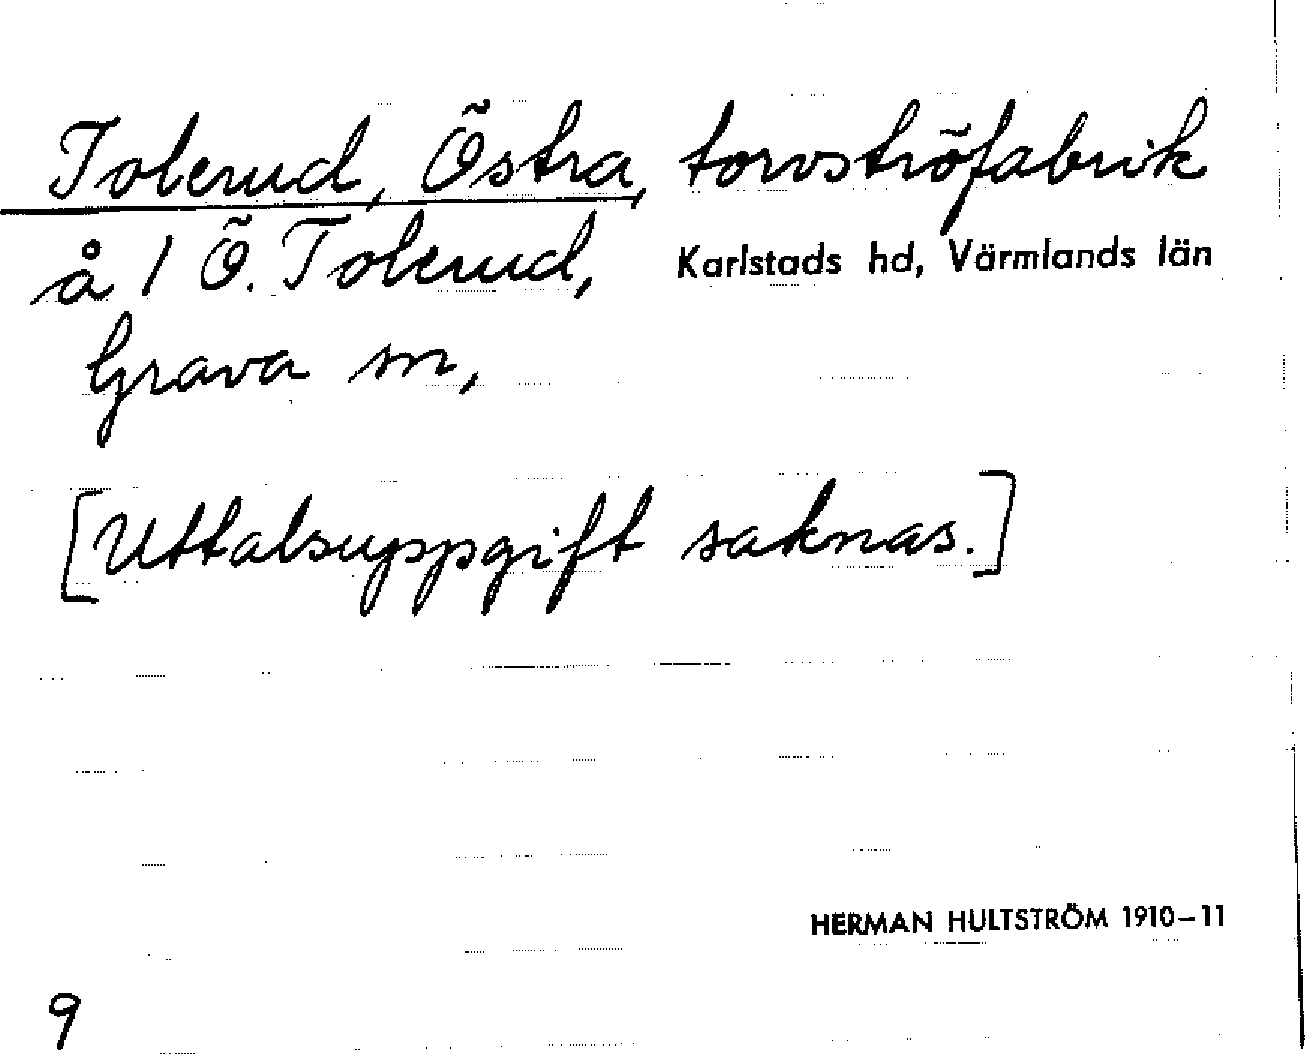 Tolerud, Östra, torvströfabrik
å 1 Ö. Tolerud, Karlstads hd, Värmlands län
Grava sn,
[Uttalsuppgift saknas.]
HERMAN HULTSTRÖM 1910–11
9